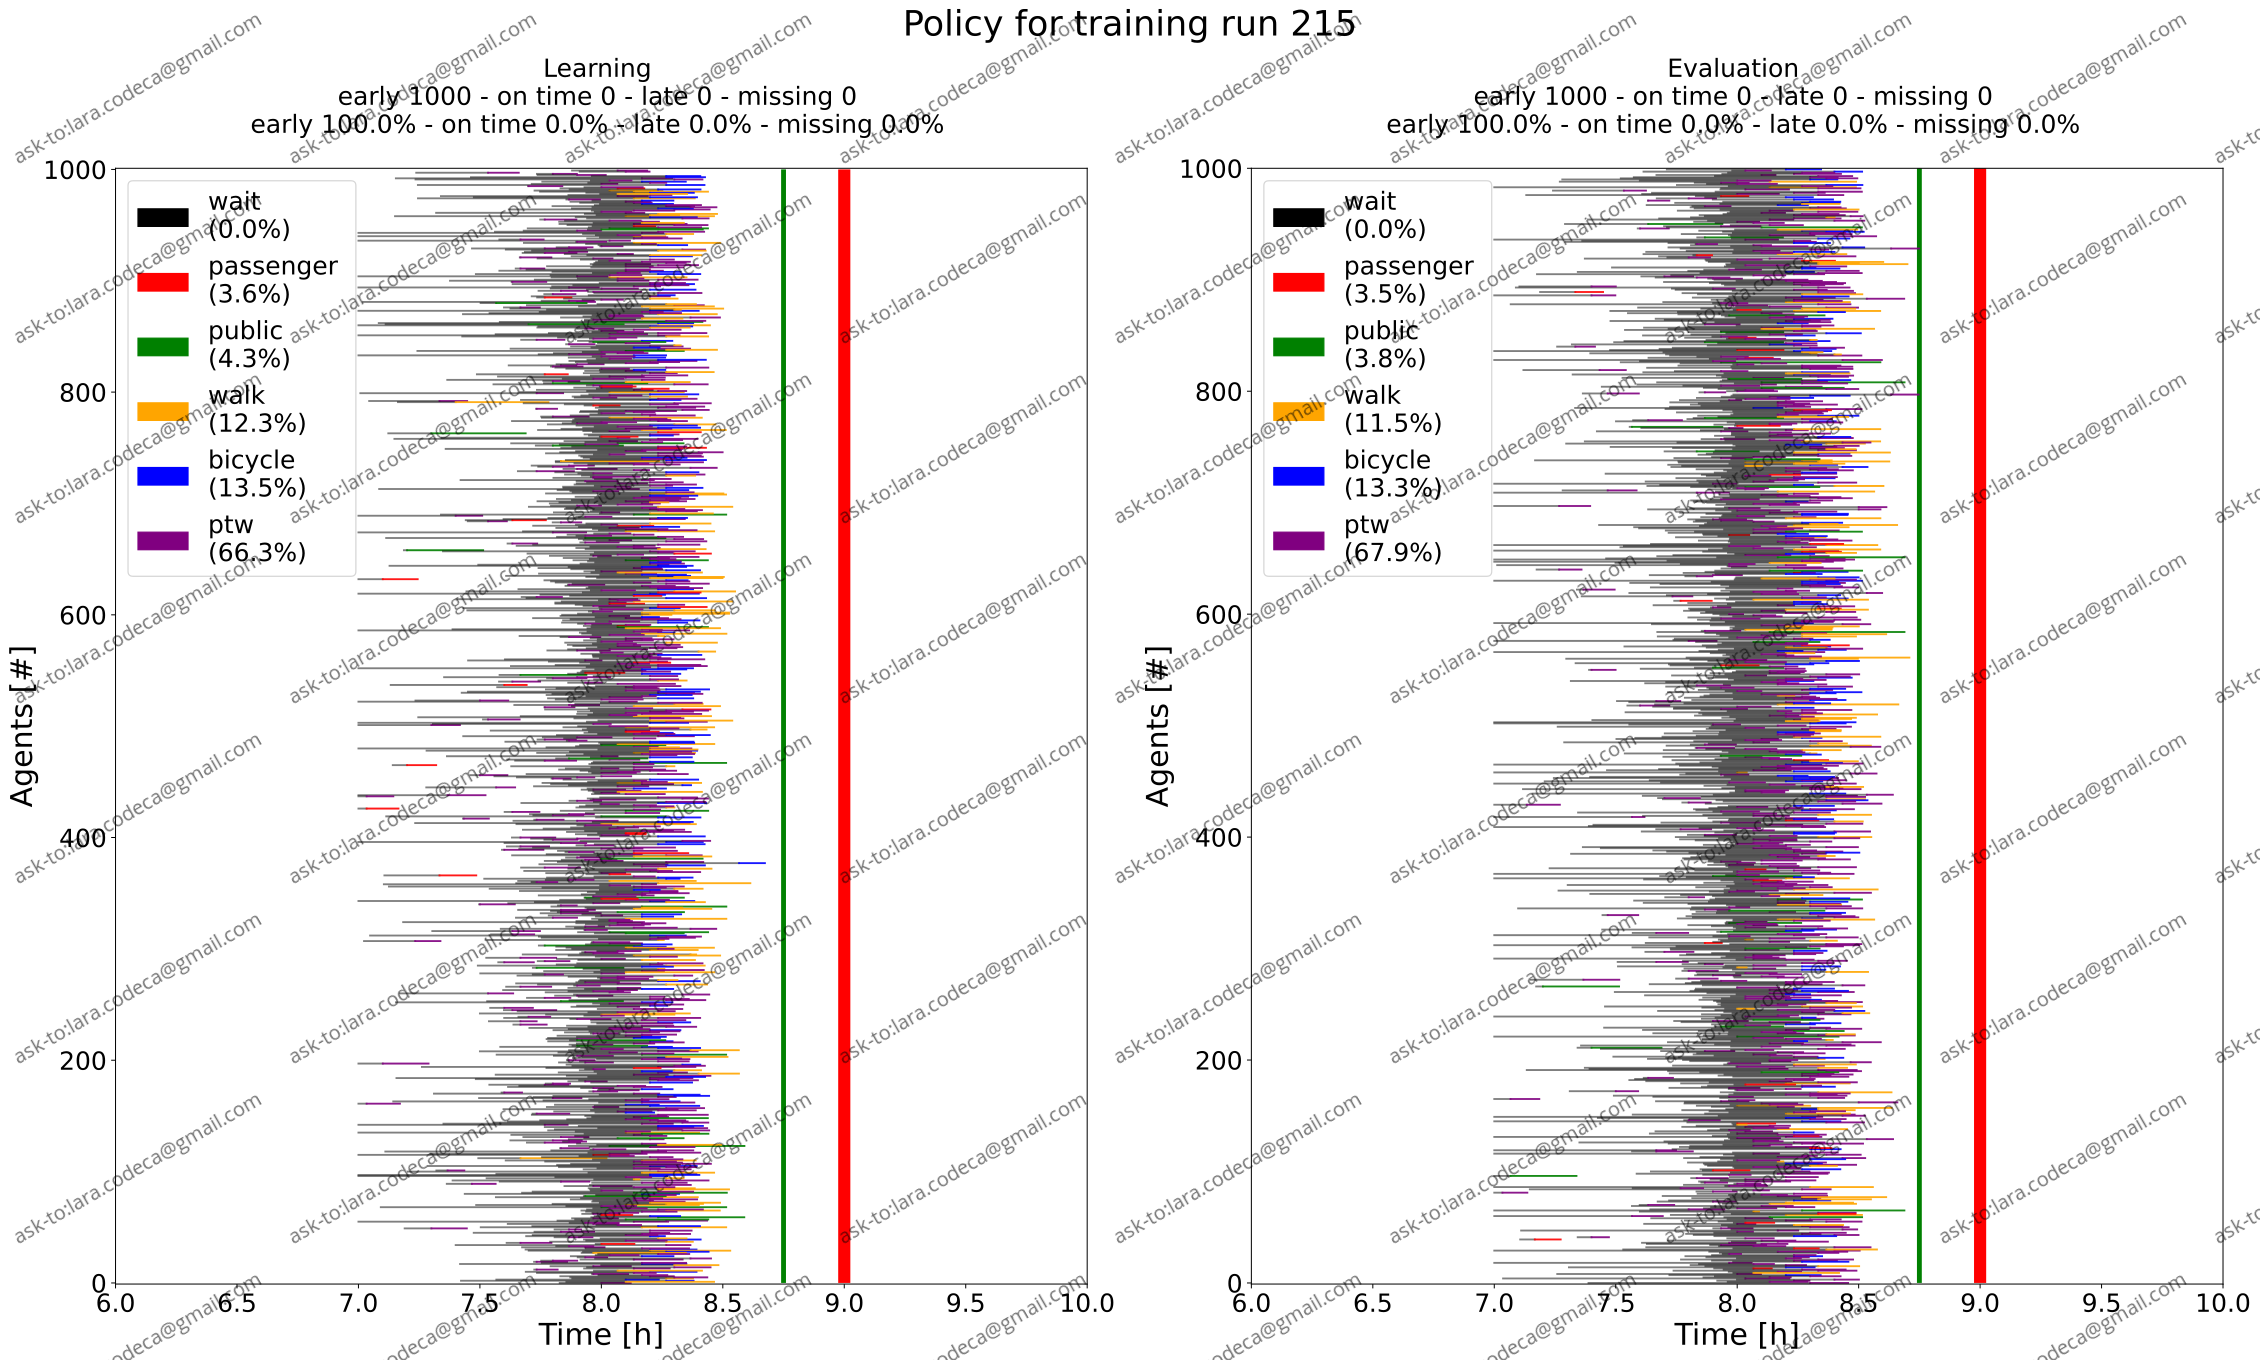 Policy for training run 215
Learning
early 1000 - on time 0 - late 0 - missing 0
early 100.0% - on time 0.0% - late 0.0% - missing 0.0%
1000
800
600
400
200
0
Agents [#]
wait
(0.0%)
passenger
(3.6%)
public
(4.3%)
walk
(12.3%)
bicycle
(13.5%)
ptw
(66.3%)
6.0 6.5 7.0 7.5 8.0 8.5 9.0 9.5 10.0
Time [h]
Evaluation
early 1000 - on time 0 - late 0 - missing 0
early 100.0% - on time 0.0% - late 0.0% - missing 0.0%
1000
800
600
400
200
0
Agents [#]
wait
(0.0%)
passenger
(3.5%)
public
(3.8%)
walk
(11.5%)
bicycle
(13.3%)
ptw
(67.9%)
6.0 6.5 7.0 7.5 8.0 8.5 9.0 9.5 10.0
Time [h]
ask-to:lara.codeca@gmail.com